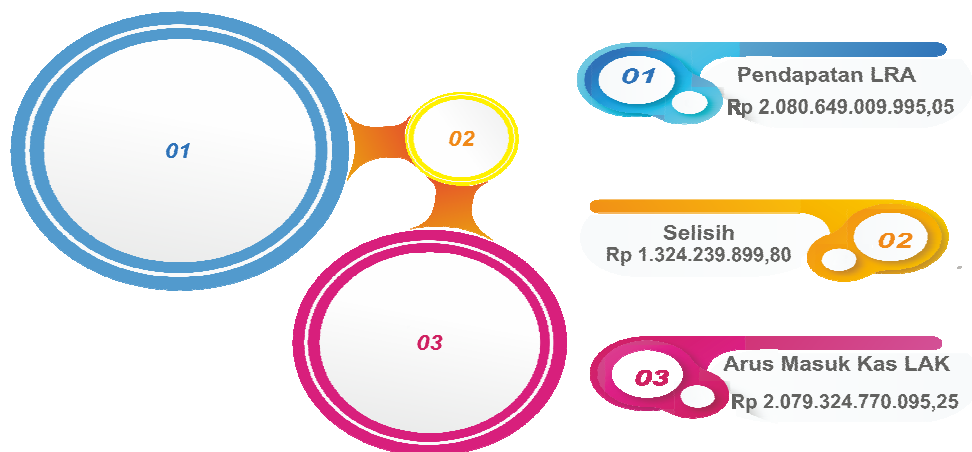 01
02
03
01
Pendapatan LRA
Rp 2.080.649.009.995,05
Selisih
Rp 1.324.239.899,80
02
03
Arus Masuk Kas LAK
Rp 2.079.324.770.095,25